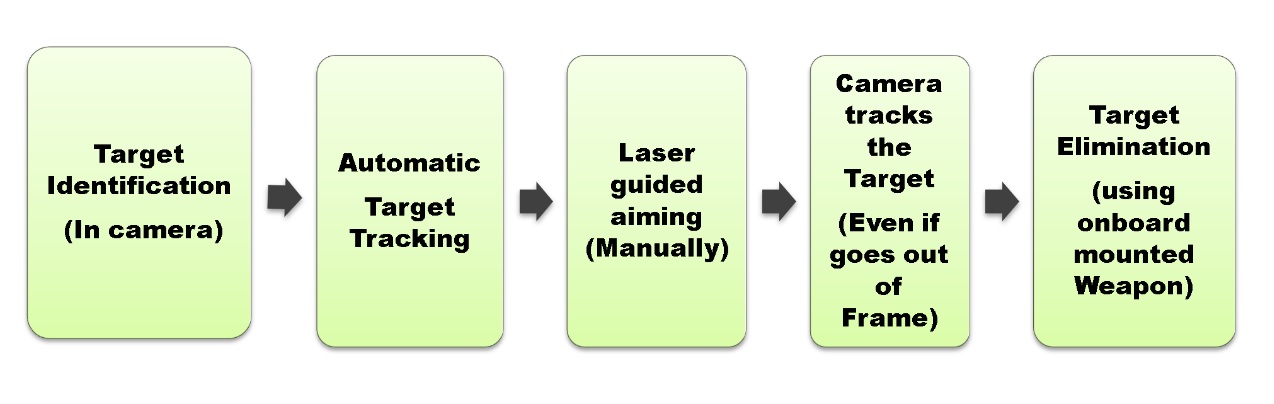 Target
Identification
(In camera)
Automatic
Target
Tracking
Laser
guided
aiming
(Manually)
Camera
tracks
the
Target
(Even if
goes out
of
Frame)
Target
Elimination
(using
onboard
mounted
Weapon)